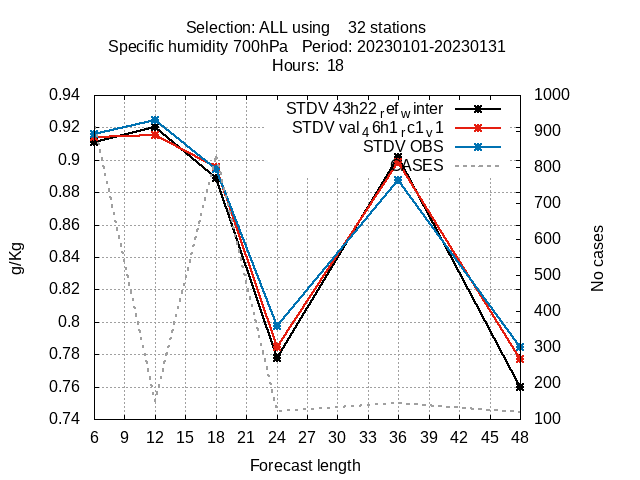 Selection: ALL using    32 stations
Specific humidity 700hPa   Period: 20230101-20230131
Hours:  18
0.94
0.92
0.9
0.88
0.86
0.84
0.82
0.8
0.78
0.76
0.74
g/Kg
STDV 43h22refwinter
STDV val46h1rc1v1
STDV OBS
CASES
1000
900
800
700
600
500
400
300
200
100
No cases
6 9 12 15 18 21 24 27 30 33 36 39 42 45 48
Forecast length